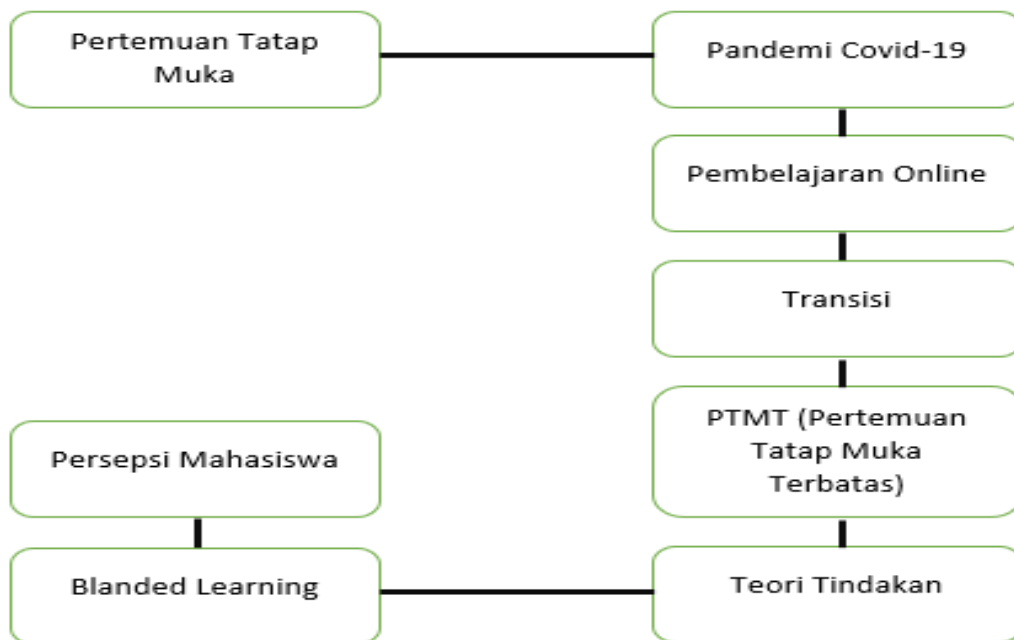 Pertemuan Tatap
Muka
Pandemi Covid-19
Pembelajaran Online
Transisi
PTMT (Pertemuan
Tatap Muka
Terbatas)
Persepsi Mahasiswa
Blanded Learning
Teori Tindakan